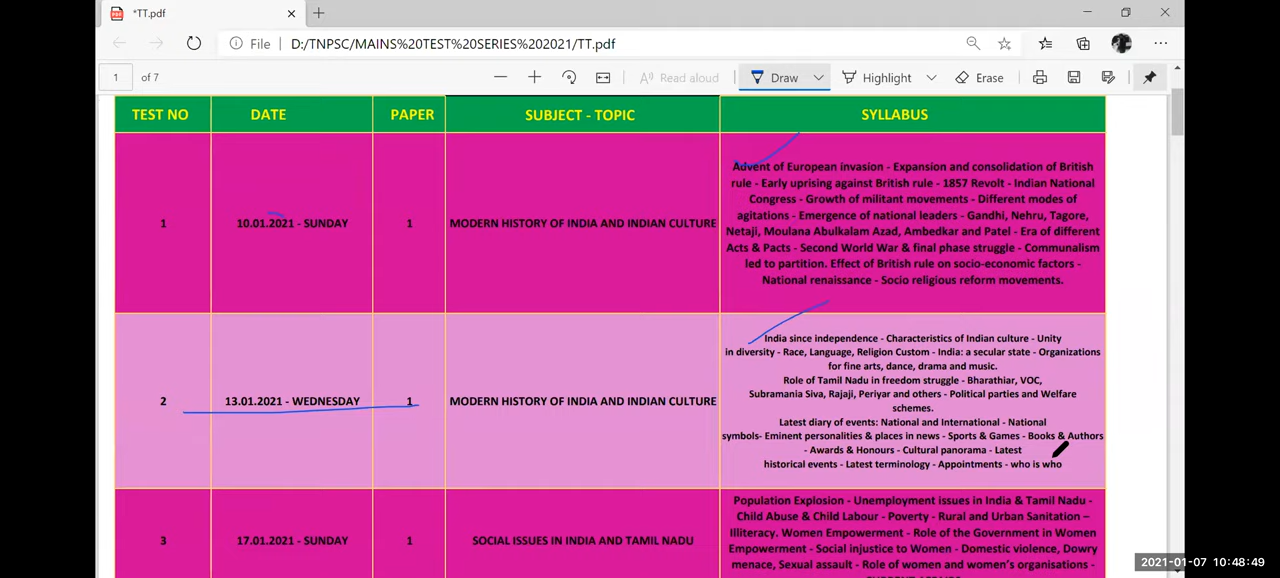 *TT.pdf
File
D:/TNPSC/MAINS%20TEST%20SERIES%202021/TT.pdf
1 of 7
Read aloud
Draw
Highlight
Erase
TEST NO DATE PAPER SUBJECT - TOPIC SYLLABUS
1 10.01.2021 - SUNDAY 1 MODERN HISTORY OF INDIA AND INDIAN CULTURE
Advent of European invasion - Expansion and consolidation of British
rule - Early uprising against British rule - 1857 Revolt - Indian National
Congress - Growth of militant movements - Different modes of
agitations - Emergence of national leaders - Gandhi, Nehru, Tagore,
Netaji, Moulana Abulkalam Azad, Ambedkar and Patel - Era of different
Acts & Pacts - Second World War & final phase struggle - Communalism
led to partition. Effect of British rule on socio-economic factors -
National renaissance - Socio religious reform movements.
2 13.01.2021 - WEDNESDAY 1 MODERN HISTORY OF INDIA AND INDIAN CULTURE
India since independence - Characteristics of Indian culture - Unity
in diversity - Race, Language, Religion Custom - India: a secular state - Organizations
for fine arts, dance, drama and music.
Role of Tamil Nadu in freedom struggle - Bharathiar, VOC,
Subramania Siva, Rajaji, Periyar and others - Political parties and Welfare
schemes.
Latest diary of events: National and International - National
symbols- Eminent personalities & places in news - Sports & Games - Books & Authors
- Awards & Honours - Cultural panorama - Latest
historical events - Latest terminology - Appointments - who is who
3 17.01.2021 - SUNDAY 1 SOCIAL ISSUES IN INDIA AND TAMIL NADU
Population Explosion - Unemployment issues in India & Tamil Nadu -
Child Abuse & Child Labour - Poverty - Rural and Urban Sanitation –
Illiteracy. Women Empowerment - Role of the Government in Women
Empowerment - Social injustice to Women - Domestic violence, Dowry
menace, Sexual assault - Role of women and women's organisations -
2021-01-07 10:48:49